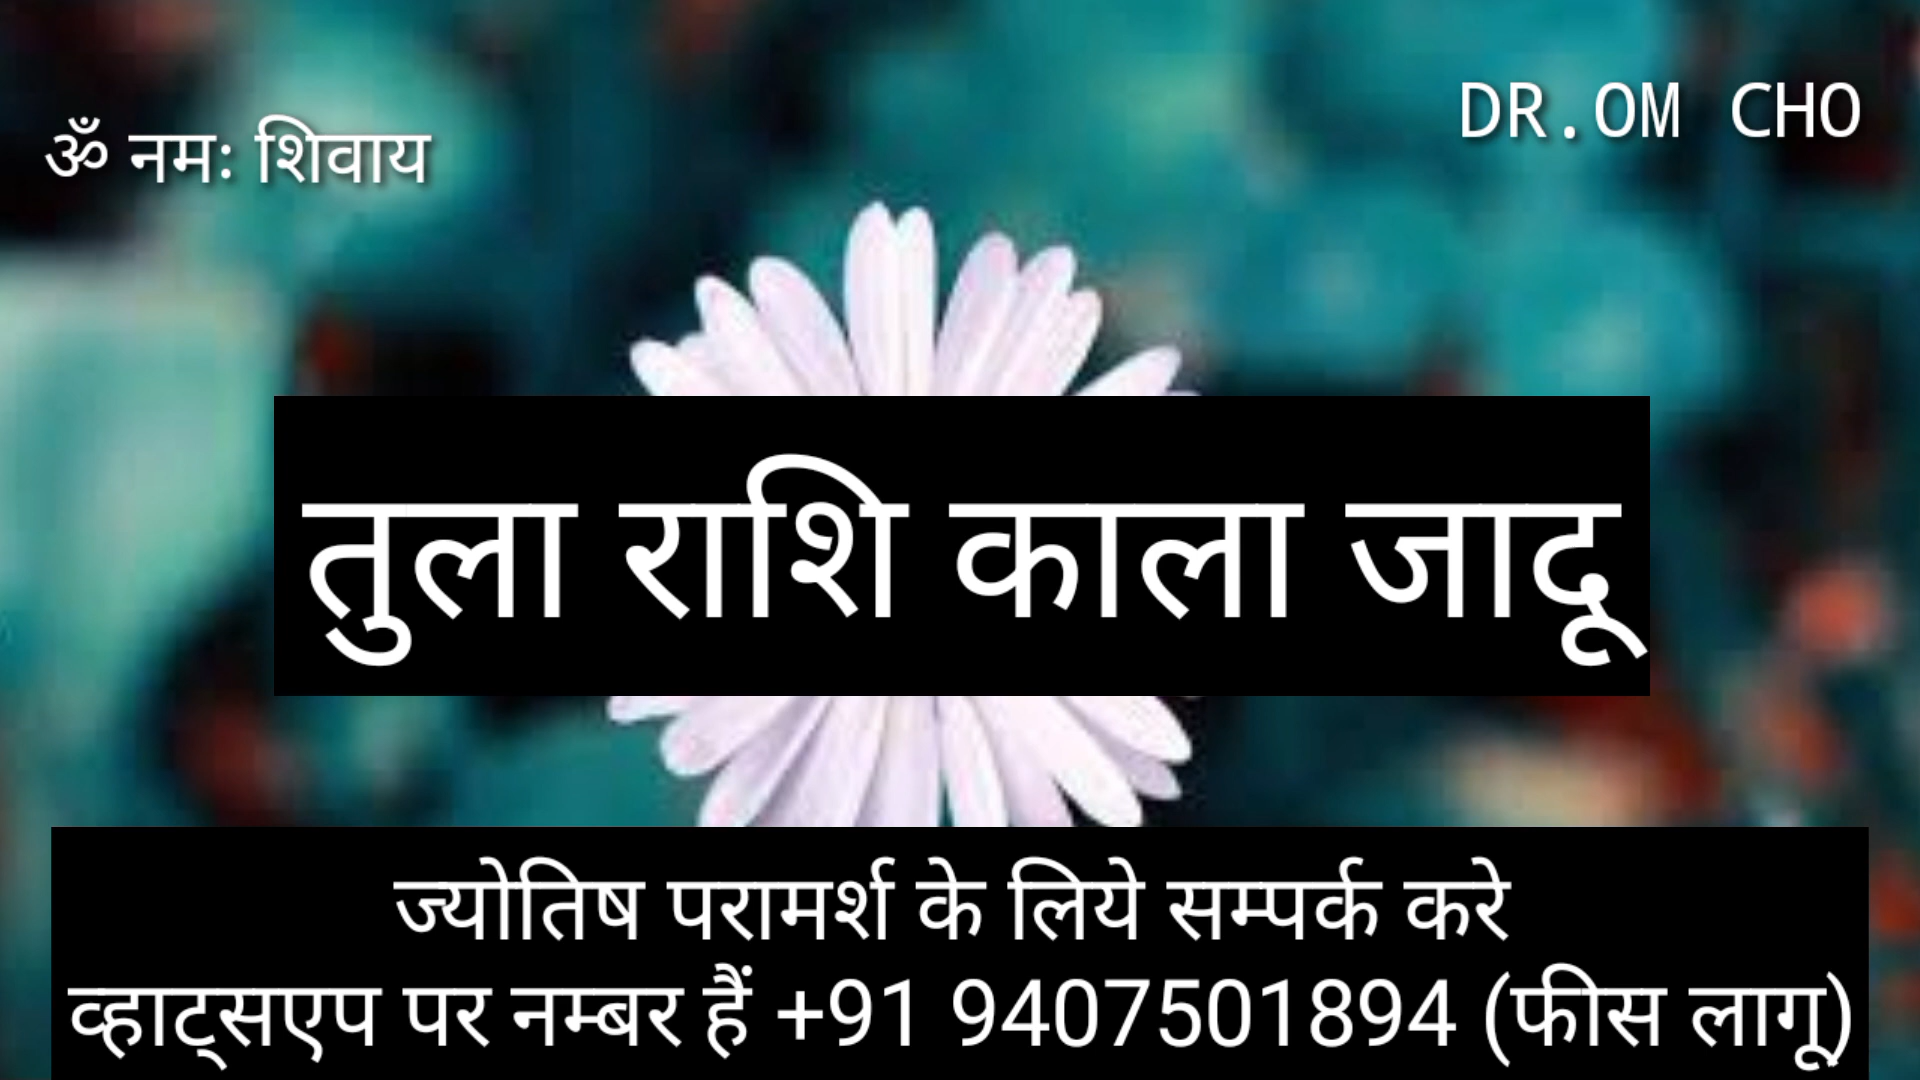 ॐ नमः शिवाय
DR.OM CHO
तुला राशि काला जादू
ज्योतिष परामर्श के लिये सम्पर्क करे
व्हाट्सएप पर नम्बर हैं +91 9407501894 (फीस लागू)